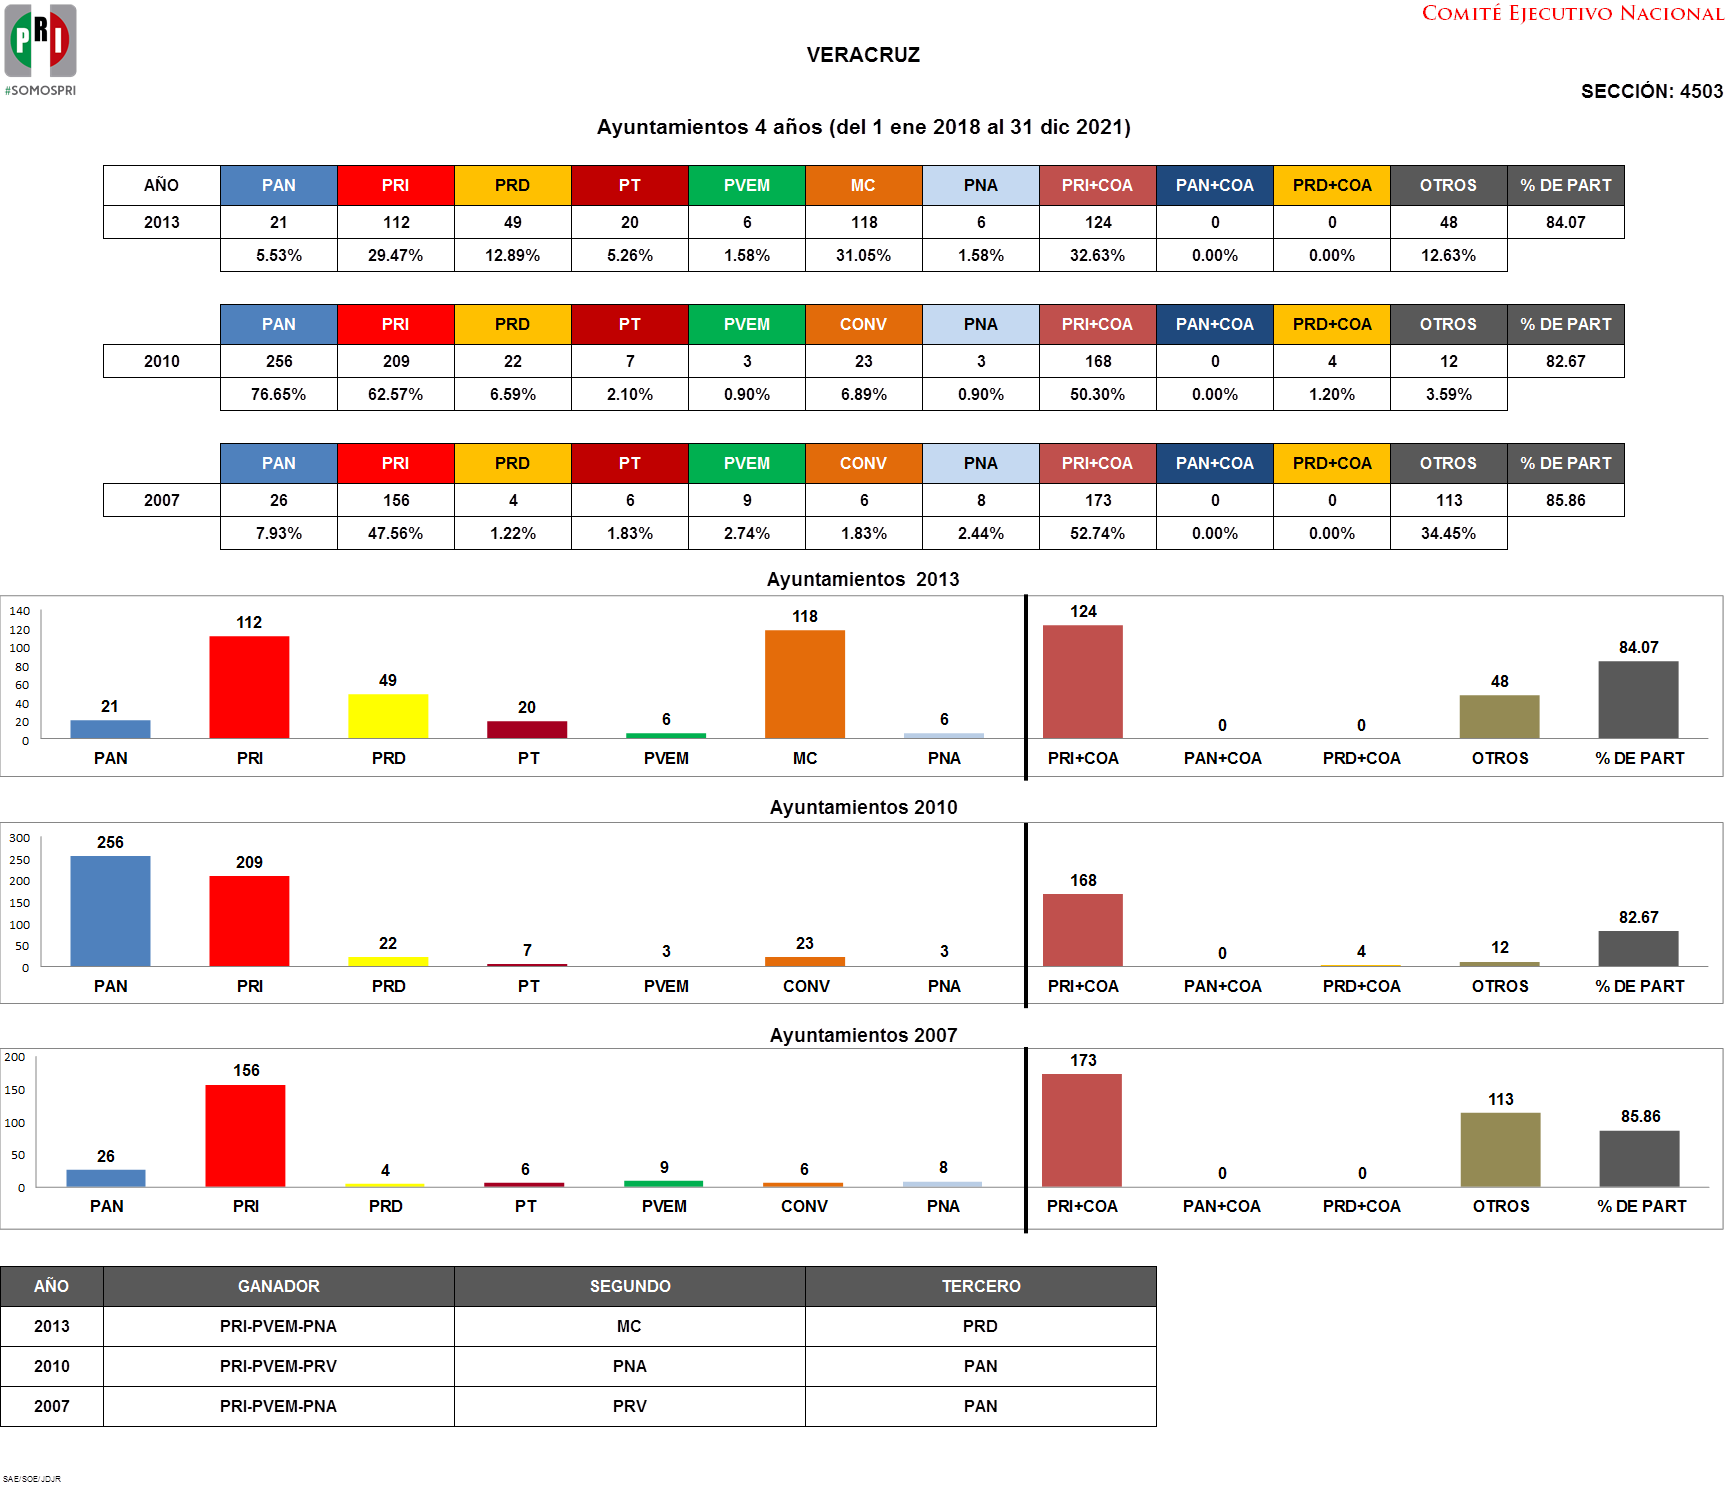 COMITÉ EJECUTIVO NACIONAL
PRI
#SOMOSPRI
VERACRUZ
SECCIÓN: 4503
Ayuntamientos 4 años (del 1 ene 2018 al 31 dic 2021)
AÑO PAN PRI PRD PT PVEM MC PNA PRI+COA PAN+COA PRD+COA OTROS % DE PART
2013 21 112 49 20 6 118 6 124 0 0 48 84.07
5.53% 29.47% 12.89% 5.26% 1.58% 31.05% 1.58% 32.63% 0.00% 0.00% 12.63%
PAN PRI PRD PT PVEM CONV PNA PRI+COA PAN+COA PRD+COA OTROS % DE PART
2010 256 209 22 7 3 23 3 168 0 4 12 82.67
76.65% 62.57% 6.59% 2.10% 0.90% 6.89% 0.90% 50.30% 0.00% 1.20% 3.59%
PAN PRI PRD PT PVEM CONV PNA PRI+COA PAN+COA PRD+COA OTROS % DE PART
2007 26 156 4 6 9 6 8 173 0 0 113 85.86
7.93% 47.56% 1.22% 1.83% 2.74% 1.83% 2.44% 52.74% 0.00% 0.00% 34.45%
Ayuntamientos 2013
140
120
100
80
60
40
20
0
21 112 49 20 6 118 6 124 0 0 48 84.07
PAN PRI PRD PT PVEM MC PNA PRI+COA PAN+COA PRD+COA OTROS % DE PART
Ayuntamientos 2010
300
250
200
150
100
50
0
256 209 22 7 3 23 3 168 0 4 12 82.67
PAN PRI PRD PT PVEM CONV PNA PRI+COA PAN+COA PRD+COA OTROS % DE PART
Ayuntamientos 2007
200
150
100
50
0
26 156 4 6 9 6 8 173 0 0 113 85.86
PAN PRI PRD PT PVEM CONV PNA PRI+COA PAN+COA PRD+COA OTROS % DE PART
AÑO GANADOR SEGUNDO TERCERO
2013 PRI-PVEM-PNA MC PRD
2010 PRI-PVEM-PRV PNA PAN
2007 PRI-PVEM-PNA PRV PAN
SAE/SOE/JDJR